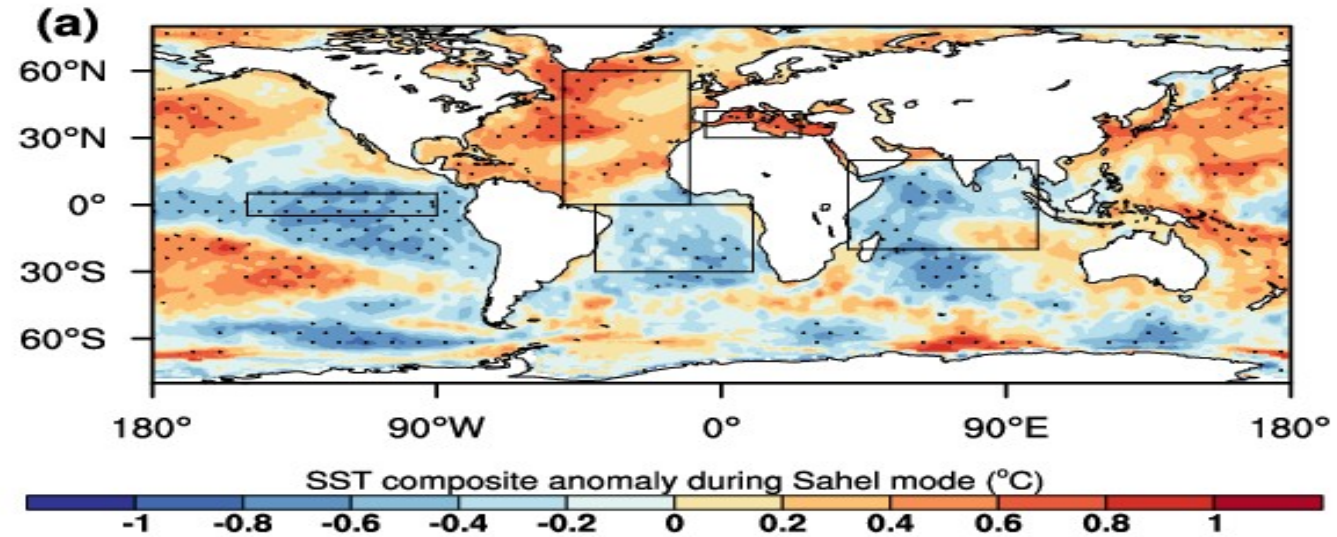 (a)
60°N
30°N
0°
30°S
60°S
180° 90°W 0° 90°E 180°
SST composite anomaly during Sahel mode (°C)
-1 -0.8 -0.6 -0.4 -0.2 0 0.2 0.4 0.6 0.8 1